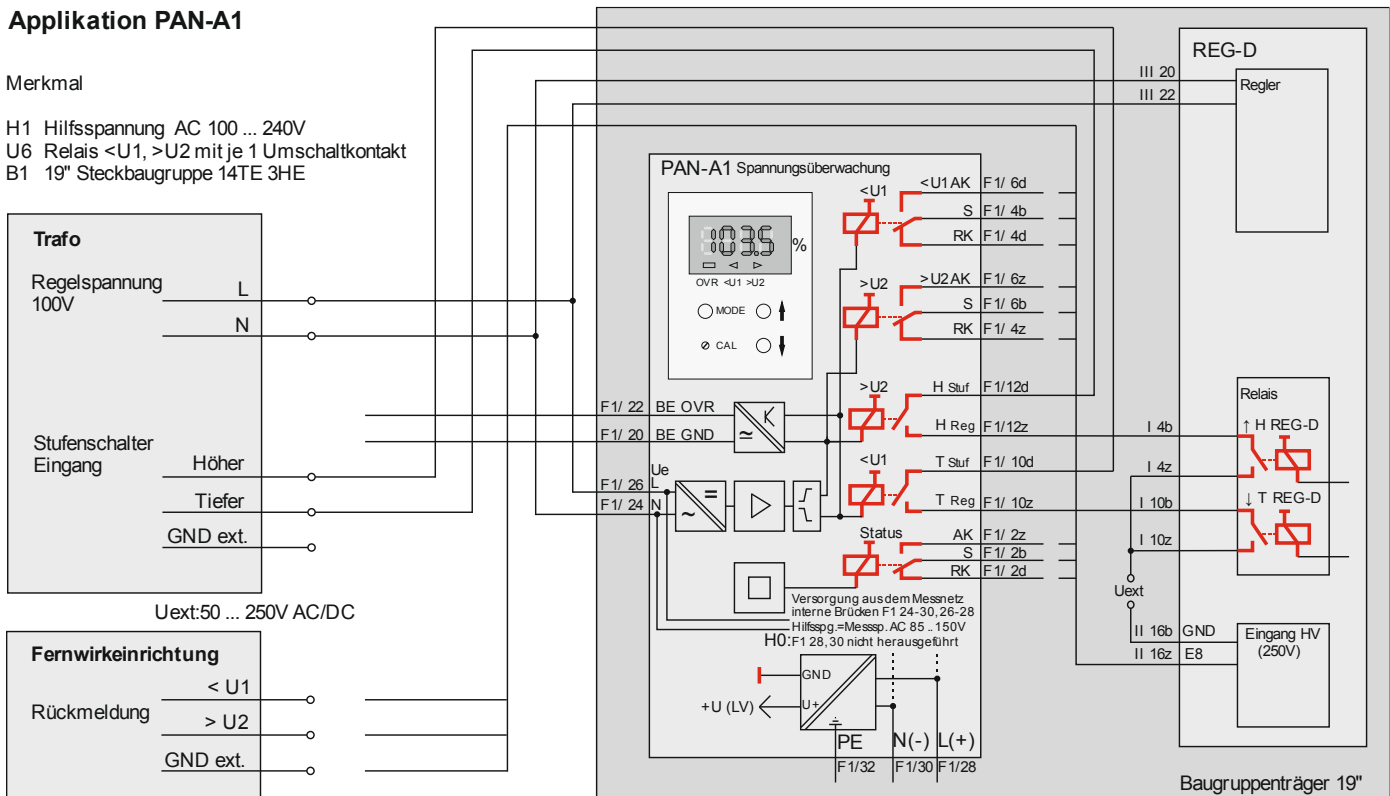 Applikation PAN-A1
Merkmal
H1 Hilfsspannung AC 100 ... 240V
U6 Relais <U1, >U2 mit je 1 Umschaltkontakt
B1 19" Steckbaugruppe 14TE 3HE
Trafo
Regelspannung
100V
L
N
Stufenschalter
Eingang
Höher
Tiefer
GND ext.
Uext:50 ... 250V AC/DC
Fernwirkeinrichtung
Rückmeldung
< U1
> U2
GND ext.
PAN-A1 Spannungsüberwachung
103.5 %
OVR <U1 >U2
MODE
CAL
F1/ 22 BE OVR
F1/ 20 BE GND
K
≃
Ue
F1/ 26 L
F1/ 24 N
=
~
<U1
<U1 AK F1/ 6d
S F1/ 4b
RK F1/ 4d
>U2
>U2 AK F1/ 6z
S F1/ 6b
RK F1/ 4z
>U2
H Stuf F1/12d
H Reg F1/12z
<U1
T Stuf F1/ 10d
T Reg F1/ 10z
Status
AK F1/ 2z
S F1/ 2b
RK F1/ 2d
Versorgung aus dem Messnetz
interne Brücken F1 24-30,26-28
Hilfsspg.=Messsp. AC 85 .. 150V
H0: F1 28,30 nicht herausgeführt
GND
+U (LV)
U+
PE
N(-)
L(+)
F1/32
F1/30
F1/28
REG-D
III 20
III 22
Regler
Relais
I 4b
↑ H REG-D
I 4z
I 10b
↓ T REG-D
I 10z
Uext
II 16b GND
II 16z E8
Eingang HV
(250V)
Baugruppenträger 19"